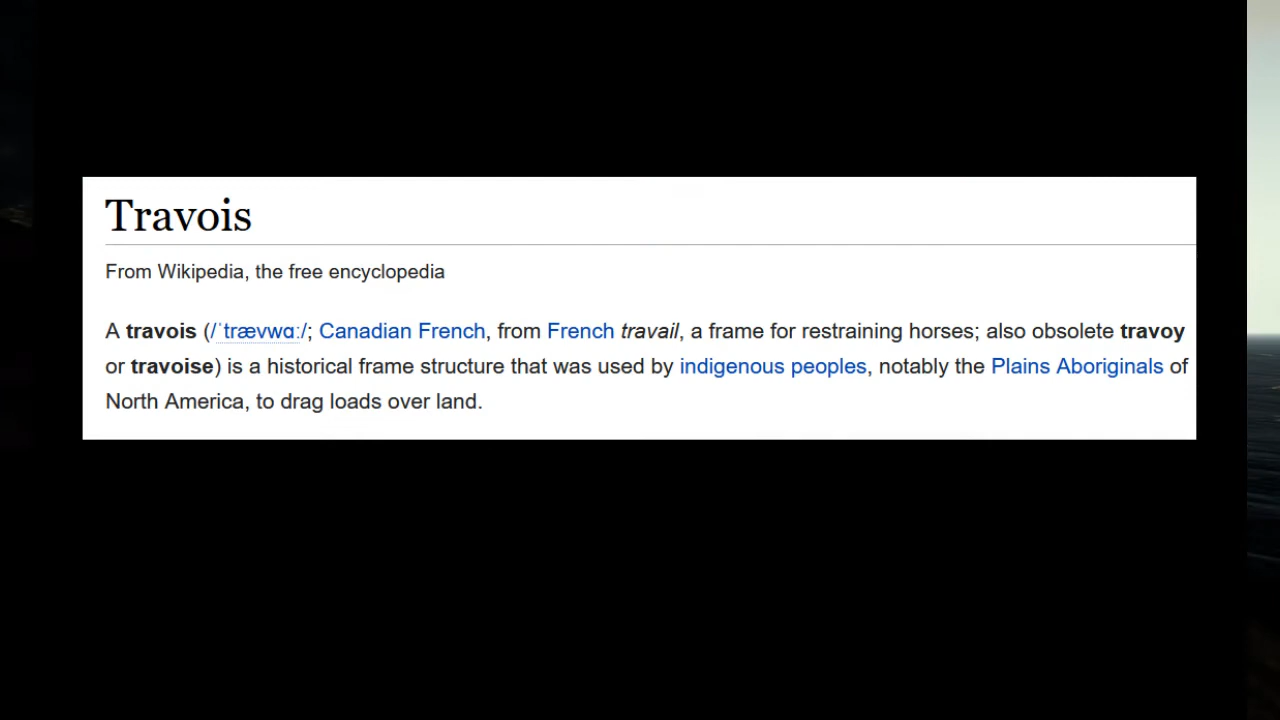 Travois
From Wikipedia, the free encyclopedia
A travois (/ˈtrævwɑː/; Canadian French, from French travail, a frame for restraining horses; also obsolete travoy
or travoise) is a historical frame structure that was used by indigenous peoples, notably the Plains Aboriginals of
North America, to drag loads over land.